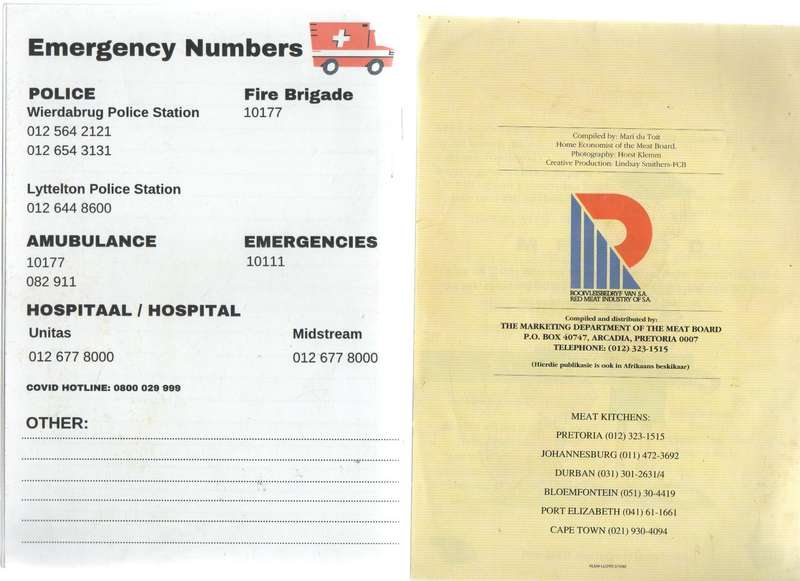 Emergency Numbers
POLICE
Wierdabrug Police Station
012 564 2121
012 654 3131
Lyttelton Police Station
012 644 8600
Fire Brigade
10177
AMUBULANCE
10177
082 911
EMERGENCIES
10111
HOSPITAAL / HOSPITAL
Unitas
012 677 8000
Midstream
012 677 8000
COVID HOTLINE: 0800 029 999
OTHER:
Compiled by: Mari du Toit
Home Economist of the Meat Board.
Photography: Horst Klemm
Creative Production: Lindsay Smithers-FCB
ROOIVLEISBEDRYF VAN S.A.
RED MEAT INDUSTRY OF S.A.
Compiled and distributed by:
THE MARKETING DEPARTMENT OF THE MEAT BOARD
P.O. BOX 40747, ARCADIA, PRETORIA 0007
TELEPHONE: (012) 323-1515
(Hierdie publikasie is ook in Afrikaans beskikaar)
MEAT KITCHENS:
PRETORIA (012) 323-1515
JOHANNESBURG (011) 472-3692
DURBAN (031) 301-2631/4
BLOEMFONTEIN (051) 30-4419
PORT ELIZABETH (041) 61-1661
CAPE TOWN (021) 930-4094